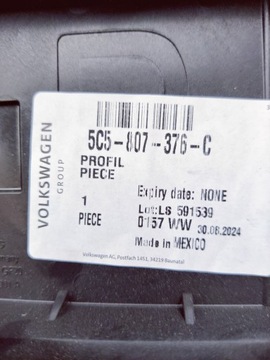 VOLKSWAGEN
GROUP
5C5-807-376-C
PROFIL
PIECE
Expiry date: NONE
1
Lot:LS 591539
PIECE
0157 WW 30.08.2024
Made in MEXICO
Volkswagen AG, Postfach 1451, 34219 Baunatal